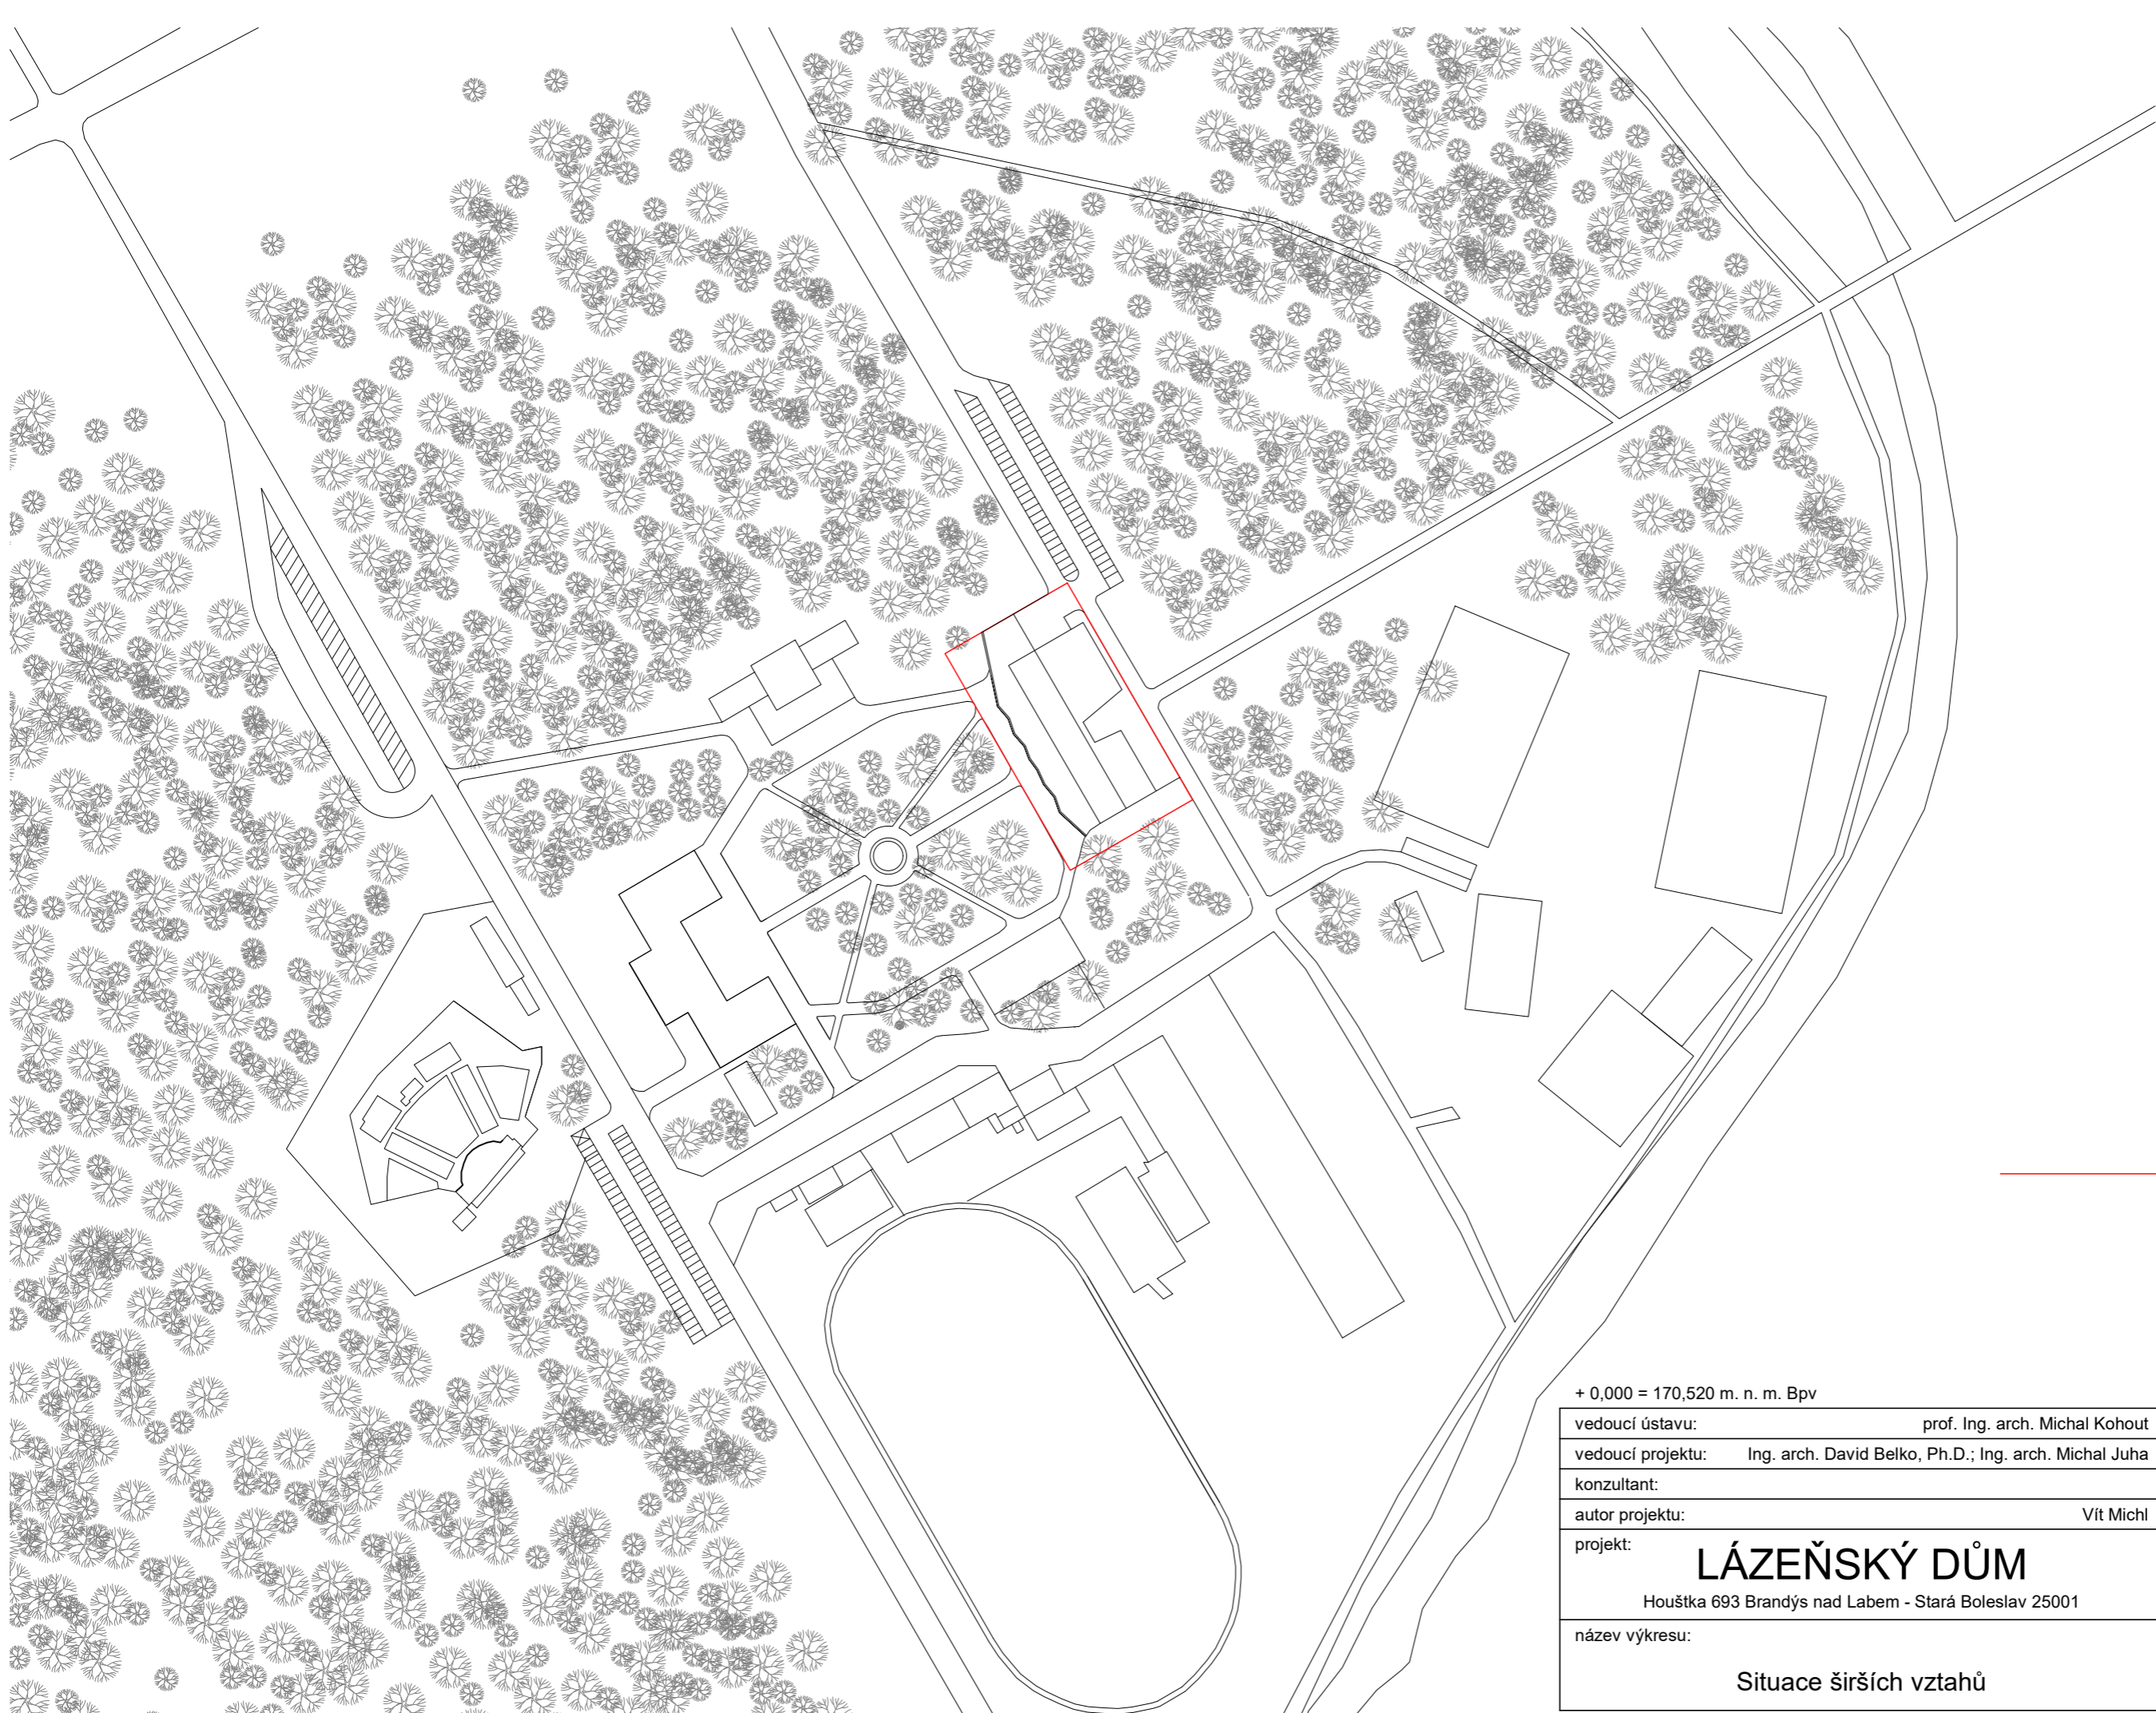 + 0,000 = 170,520 m. n. m. Bpv
vedoucí ústavu: prof. Ing. arch. Michal Kohout
vedoucí projektu: Ing. arch. David Belko, Ph.D.; Ing. arch. Michal Juha
konzultant:
autor projektu: Vít Michl
projekt:
LÁZEŇSKÝ DŮM
Houštka 693 Brandýs nad Labem - Stará Boleslav 25001
název výkresu:
Situace širších vztahů